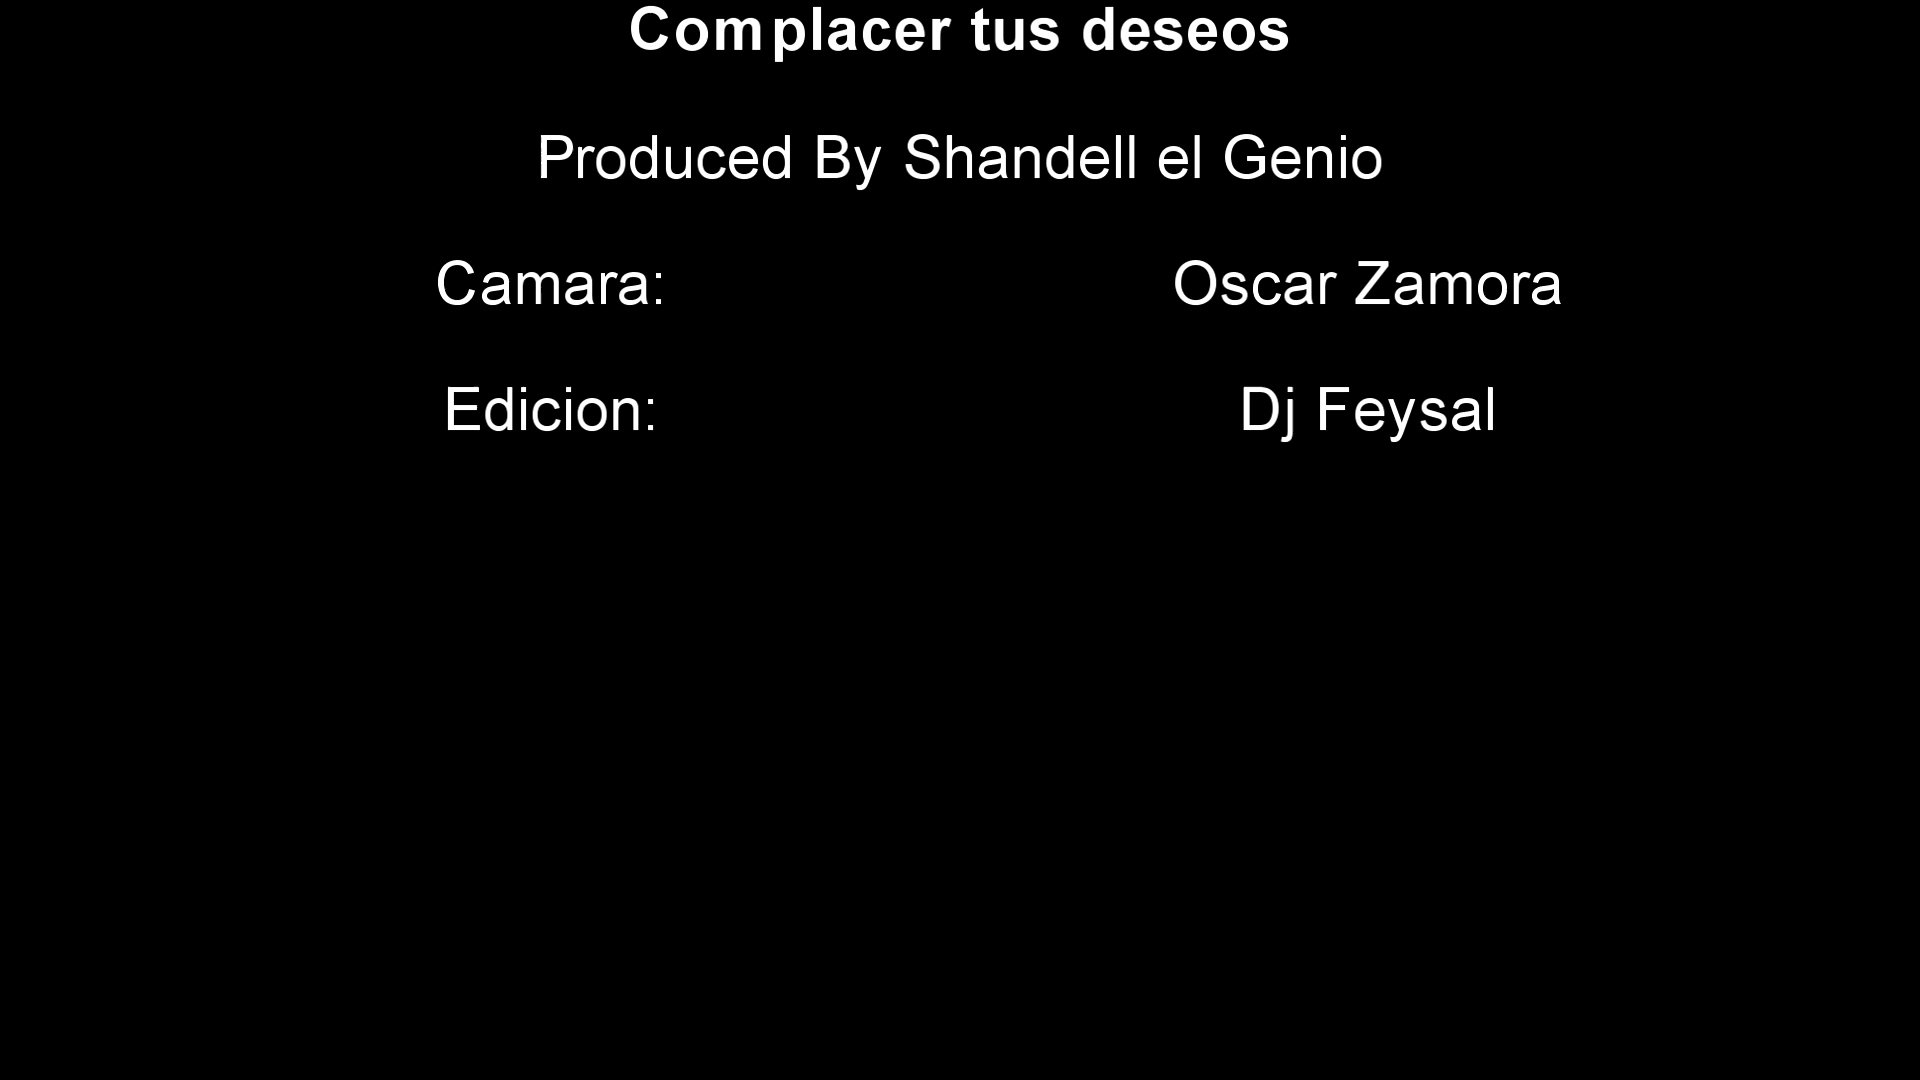 Complacer tus deseos
Produced By Shandell el Genio
Camara: Oscar Zamora
Edicion: Dj Feysal